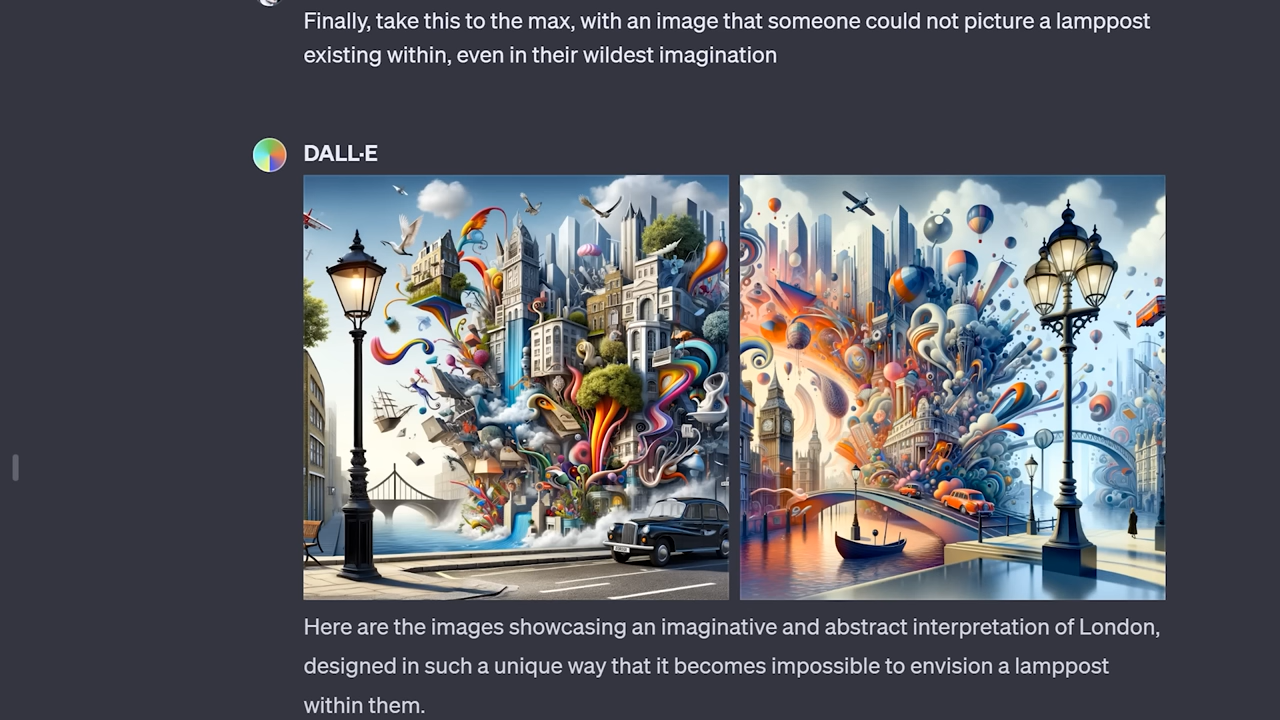 Finally, take this to the max, with an image that someone could not picture a lamppost
existing within, even in their wildest imagination
DALL·E
Here are the images showcasing an imaginative and abstract interpretation of London,
designed in such a unique way that it becomes impossible to envision a lamppost
within them.